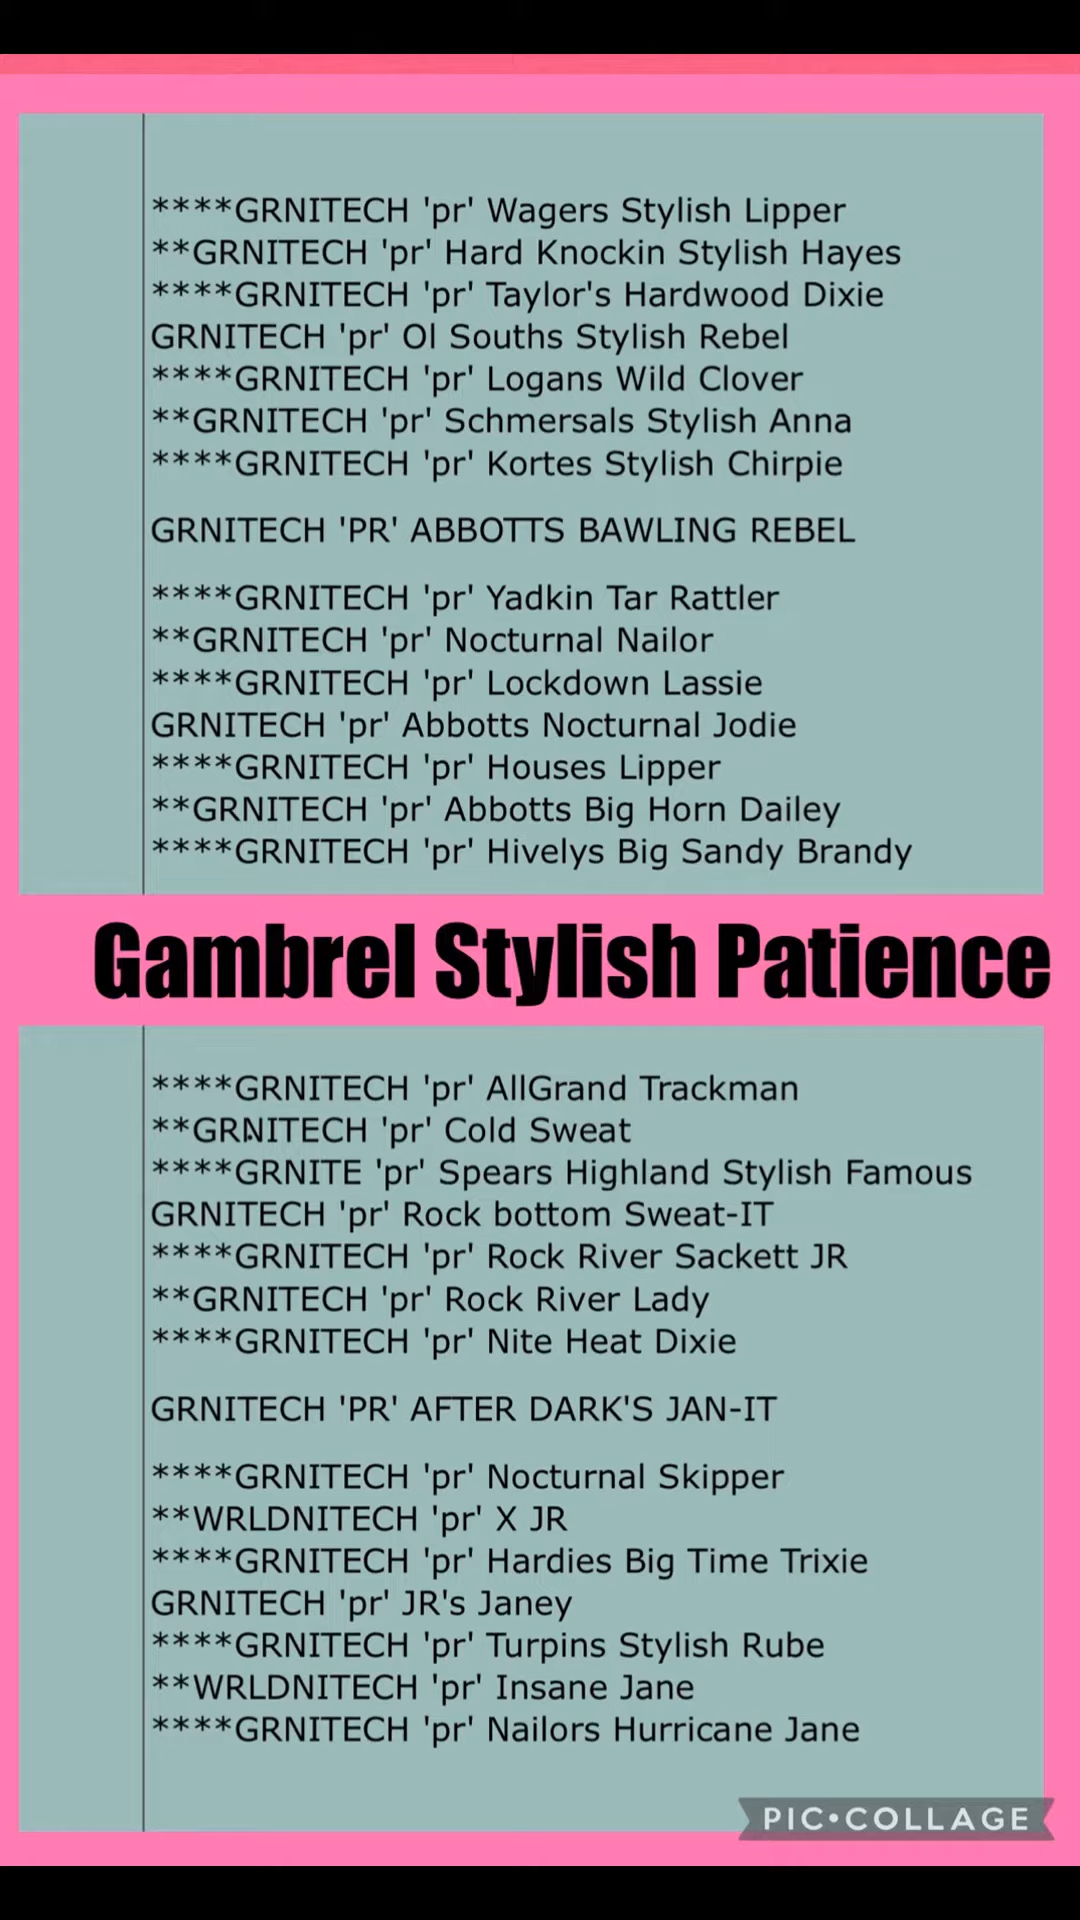 ****GRNITECH 'pr' Wagers Stylish Lipper
**GRNITECH 'pr' Hard Knockin Stylish Hayes
****GRNITECH 'pr' Taylor's Hardwood Dixie
GRNITECH 'pr' Ol Souths Stylish Rebel
****GRNITECH 'pr' Logans Wild Clover
**GRNITECH 'pr' Schmersals Stylish Anna
****GRNITECH 'pr' Kortes Stylish Chirpie
GRNITECH 'PR' ABBOTTS BAWLING REBEL
****GRNITECH 'pr' Yadkin Tar Rattler
**GRNITECH 'pr' Nocturnal Nailor
****GRNITECH 'pr' Lockdown Lassie
GRNITECH 'pr' Abbotts Nocturnal Jodie
****GRNITECH 'pr' Houses Lipper
**GRNITECH 'pr' Abbotts Big Horn Dailey
****GRNITECH 'pr' Hivelys Big Sandy Brandy
Gambrel Stylish Patience
****GRNITECH 'pr' AllGrand Trackman
**GRNITECH 'pr' Cold Sweat
****GRNITE 'pr' Spears Highland Stylish Famous
GRNITECH 'pr' Rock bottom Sweat-IT
****GRNITECH 'pr' Rock River Sackett JR
**GRNITECH 'pr' Rock River Lady
****GRNITECH 'pr' Nite Heat Dixie
GRNITECH 'PR' AFTER DARK'S JAN-IT
****GRNITECH 'pr' Nocturnal Skipper
**WRLDNITECH 'pr' X JR
****GRNITECH 'pr' Hardies Big Time Trixie
GRNITECH 'pr' JR's Janey
****GRNITECH 'pr' Turpins Stylish Rube
**WRLDNITECH 'pr' Insane Jane
****GRNITECH 'pr' Nailors Hurricane Jane
PIC•COLLAGE